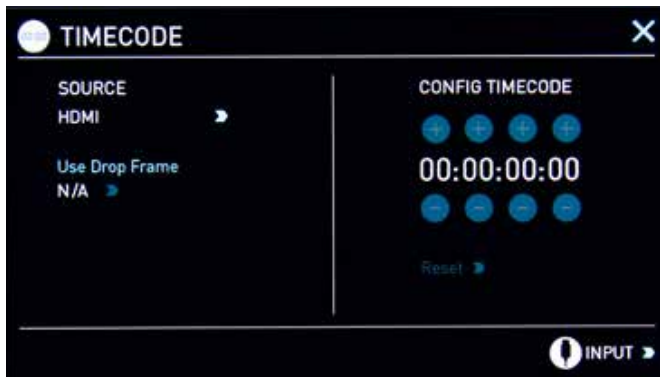 TIMECODE
SOURCE
HDMI
Use Drop Frame
N/A
CONFIG TIMECODE
00:00:00:00
Reset
INPUT